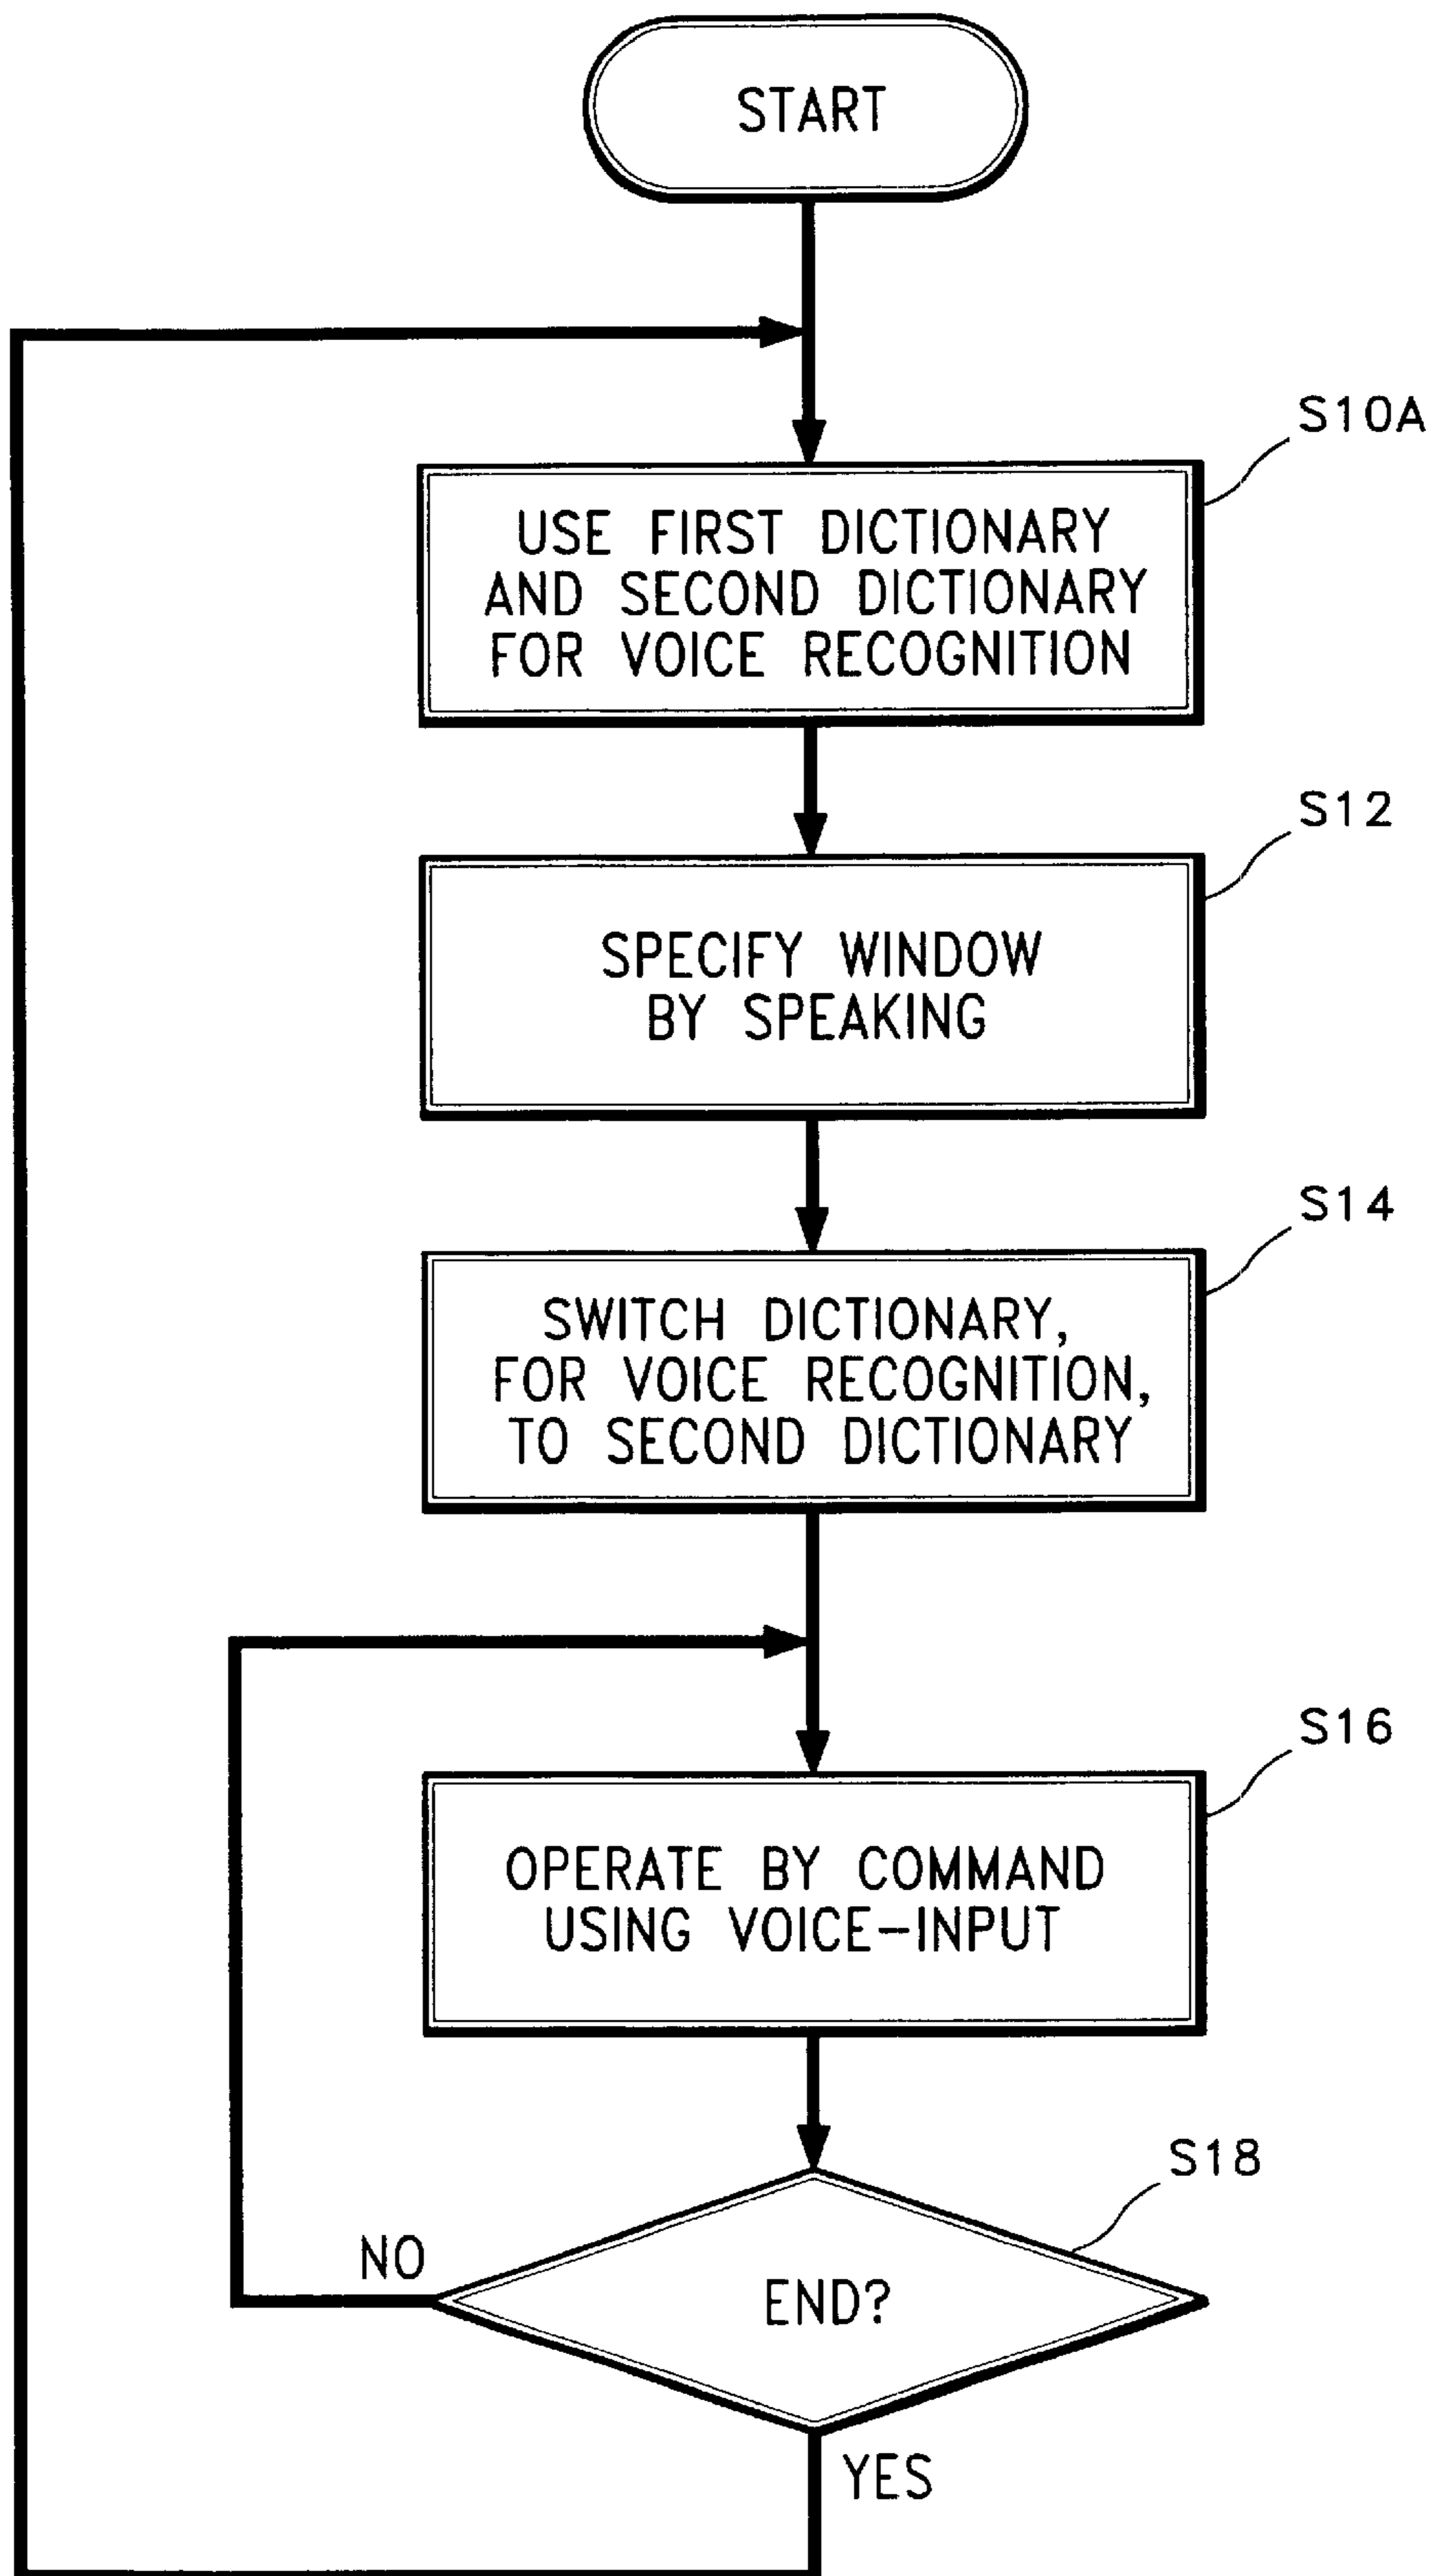 START
S10A
USE FIRST DICTIONARY
AND SECOND DICTIONARY
FOR VOICE RECOGNITION
S12
SPECIFY WINDOW
BY SPEAKING
S14
SWITCH DICTIONARY,
FOR VOICE RECOGNITION,
TO SECOND DICTIONARY
S16
OPERATE BY COMMAND
USING VOICE-INPUT
S18
NO
END?
YES